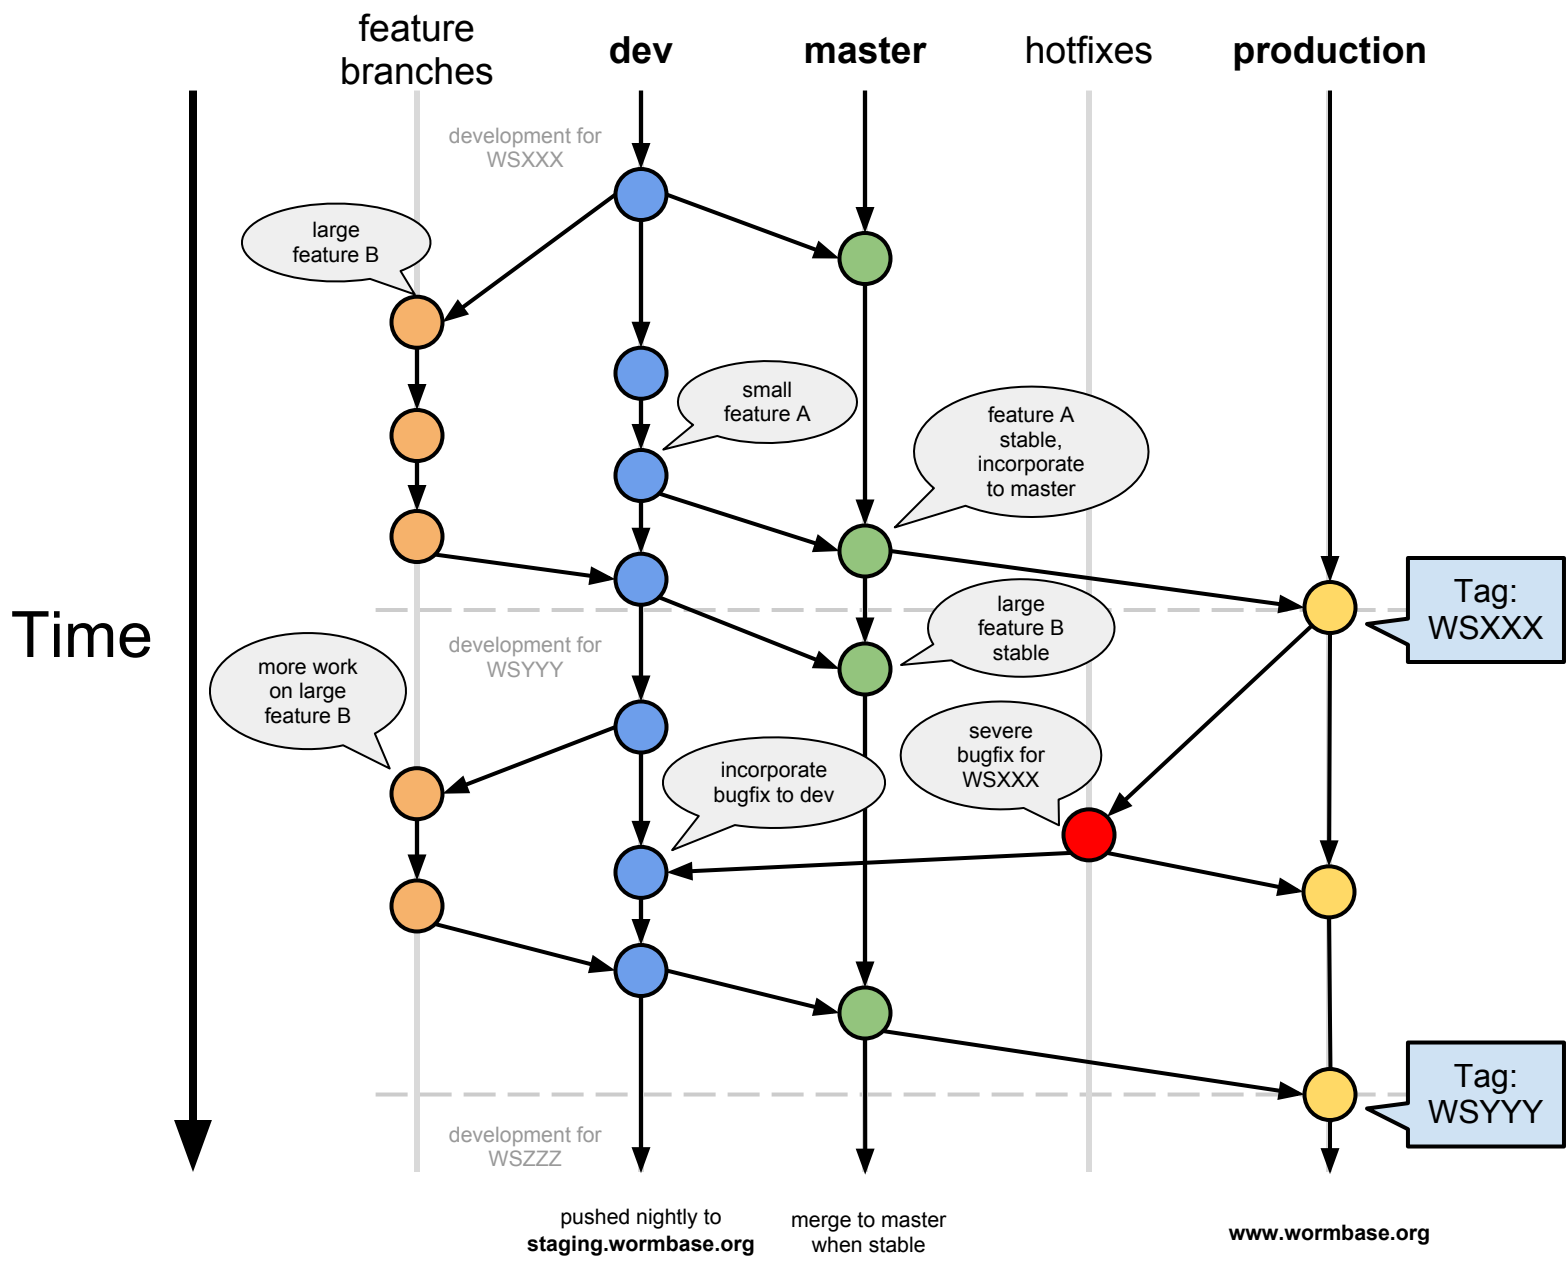 feature
branches
dev
master
hotfixes
production
development for
WSXXX
large
feature B
small
feature A
feature A
stable,
incorporate
to master
Tag:
WSXXX
large
feature B
stable
Time
development for
WSYYY
more work
on large
feature B
severe
bugfix for
WSXXX
incorporate
bugfix to dev
Tag:
WSYYY
development for
WSZZZ
pushed nightly to
staging.wormbase.org
merge to master
when stable
www.wormbase.org